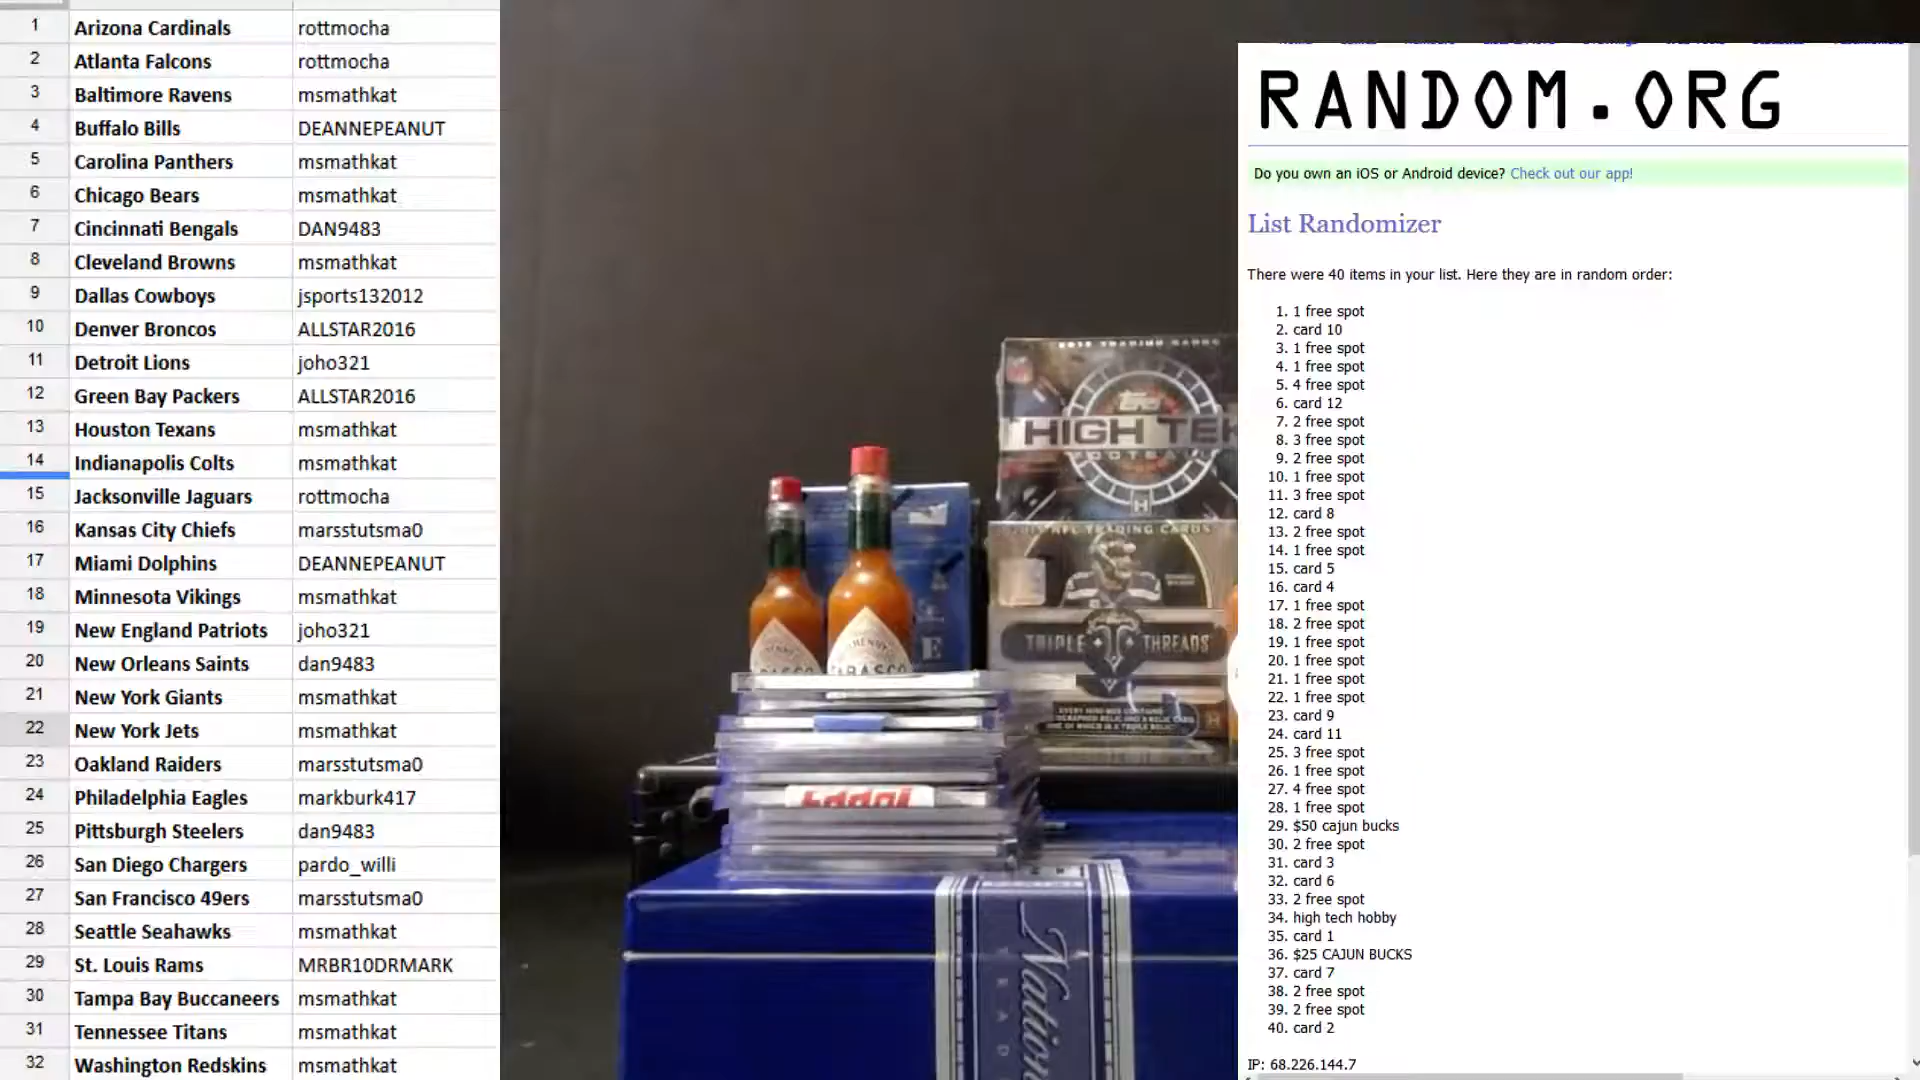 1 Arizona Cardinals rottmocha
2 Atlanta Falcons rottmocha
3 Baltimore Ravens msmathkat
4 Buffalo Bills DEANNEPEANUT
5 Carolina Panthers msmathkat
6 Chicago Bears msmathkat
7 Cincinnati Bengals DAN9483
8 Cleveland Browns msmathkat
9 Dallas Cowboys jsports132012
10 Denver Broncos ALLSTAR2016
11 Detroit Lions joho321
12 Green Bay Packers ALLSTAR2016
13 Houston Texans msmathkat
14 Indianapolis Colts msmathkat
15 Jacksonville Jaguars rottmocha
16 Kansas City Chiefs marsstutsma0
17 Miami Dolphins DEANNEPEANUT
18 Minnesota Vikings msmathkat
19 New England Patriots joho321
20 New Orleans Saints dan9483
21 New York Giants msmathkat
22 New York Jets msmathkat
23 Oakland Raiders marsstutsma0
24 Philadelphia Eagles markburk417
25 Pittsburgh Steelers dan9483
26 San Diego Chargers pardo_willi
27 San Francisco 49ers marsstutsma0
28 Seattle Seahawks msmathkat
29 St. Louis Rams MRBR10DRMARK
30 Tampa Bay Buccaneers msmathkat
31 Tennessee Titans msmathkat
32 Washington Redskins msmathkat
TRADING CARDS
topps
HIGH TEK
FOOTBALL
NFL TRADING CARDS
TRIPLE THREADS
TABASCO
RANDOM.ORG
Do you own an iOS or Android device? Check out our app!
List Randomizer
There were 40 items in your list. Here they are in random order:
1. 1 free spot
2. card 10
3. 1 free spot
4. 1 free spot
5. 4 free spot
6. card 12
7. 2 free spot
8. 3 free spot
9. 2 free spot
10. 1 free spot
11. 3 free spot
12. card 8
13. 2 free spot
14. 1 free spot
15. card 5
16. card 4
17. 1 free spot
18. 2 free spot
19. 1 free spot
20. 1 free spot
21. 1 free spot
22. 1 free spot
23. card 9
24. card 11
25. 3 free spot
26. 1 free spot
27. 4 free spot
28. 1 free spot
29. $50 cajun bucks
30. 2 free spot
31. card 3
32. card 6
33. 2 free spot
34. high tech hobby
35. card 1
36. $25 CAJUN BUCKS
37. card 7
38. 2 free spot
39. 2 free spot
40. card 2
IP: 68.226.144.7